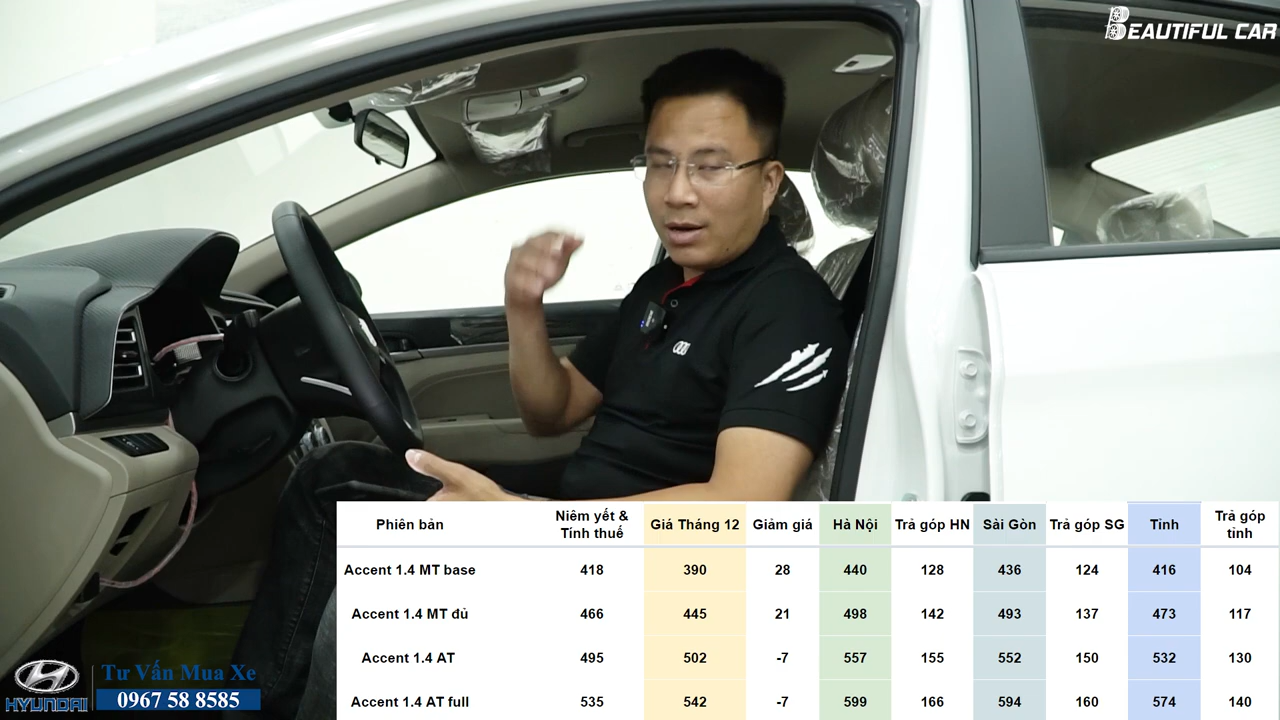 BEAUTIFUL CAR
Phiên bản Niêm yết & Tính thuế Giá Tháng 12 Giảm giá Hà Nội Trả góp HN Sài Gòn Trả góp SG Tỉnh Trả góp tỉnh
Accent 1.4 MT base 418 390 28 440 128 436 124 416 104
Accent 1.4 MT đủ 466 445 21 498 142 493 137 473 117
Accent 1.4 AT 495 502 -7 557 155 552 150 532 130
Accent 1.4 AT full 535 542 -7 599 166 594 160 574 140
HYUNDAI
Tư Vấn Mua Xe
0967 58 8585